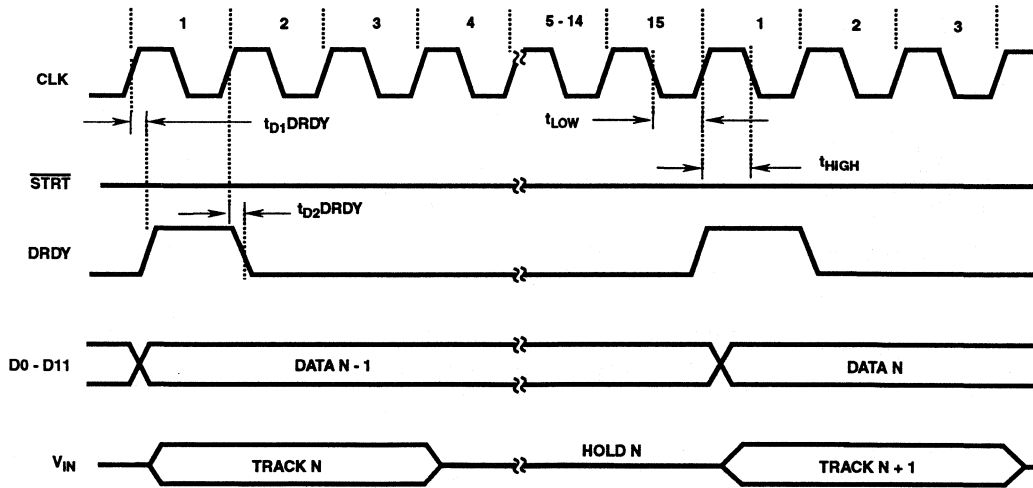 1 2 3 4 5 - 14 15 1 2 3
CLK
tD1DRDY
tLOW
tHIGH
STRT
tD2DRDY
DRDY
D0 - D11
DATA N - 1
DATA N
VIN
TRACK N
HOLD N
TRACK N + 1